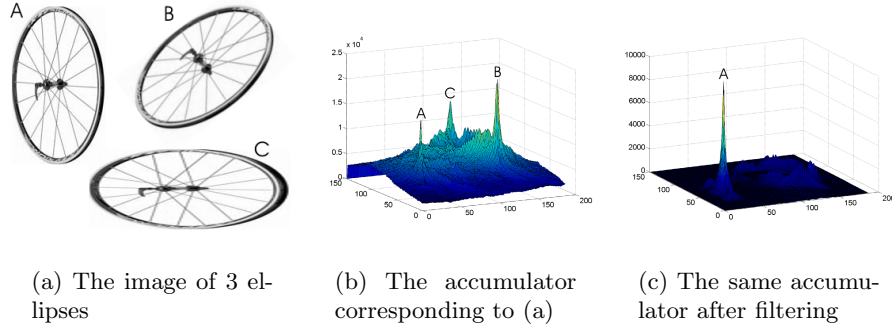 A
B
C
x 10^4
2.5
2
1.5
1
0.5
0
150
100
50
0
0
50
100
150
200
A
C
B
10000
8000
6000
4000
2000
0
150
100
50
0
0
50
100
150
200
A
(a) The image of 3 el-
lipses
(b) The accumulator
corresponding to (a)
(c) The same accumu-
lator after filtering